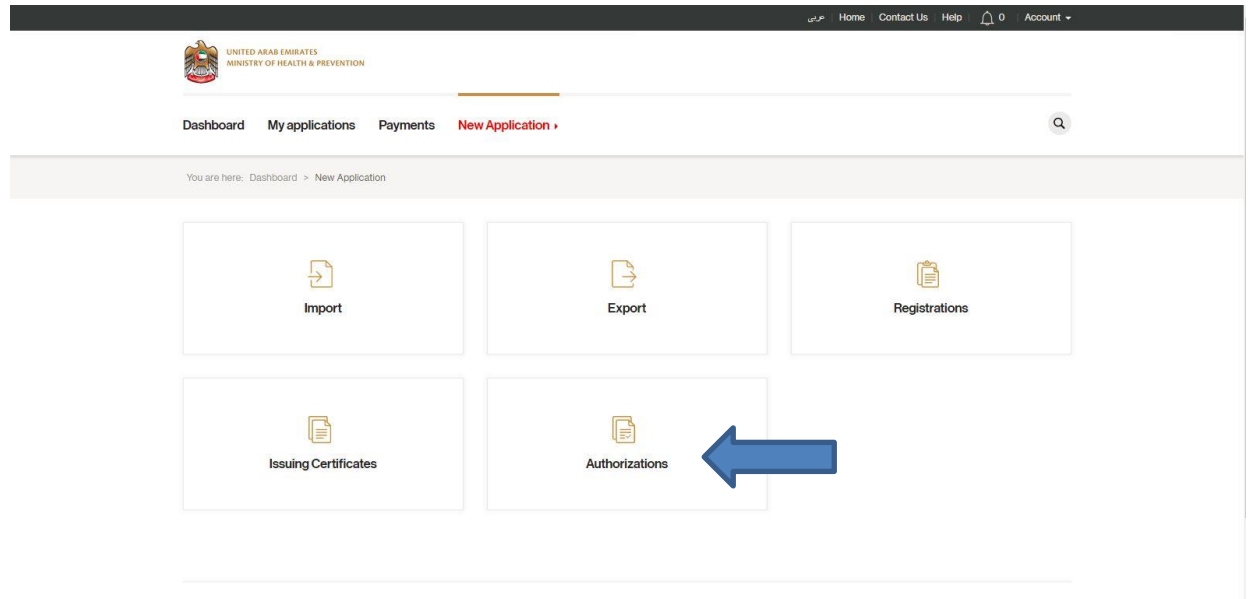 عربي Home Contact Us Help 0 Account
UNITED ARAB EMIRATES
MINISTRY OF HEALTH & PREVENTION
Dashboard My applications Payments New Application
You are here: Dashboard > New Application
Import Export Registrations
Issuing Certificates Authorizations